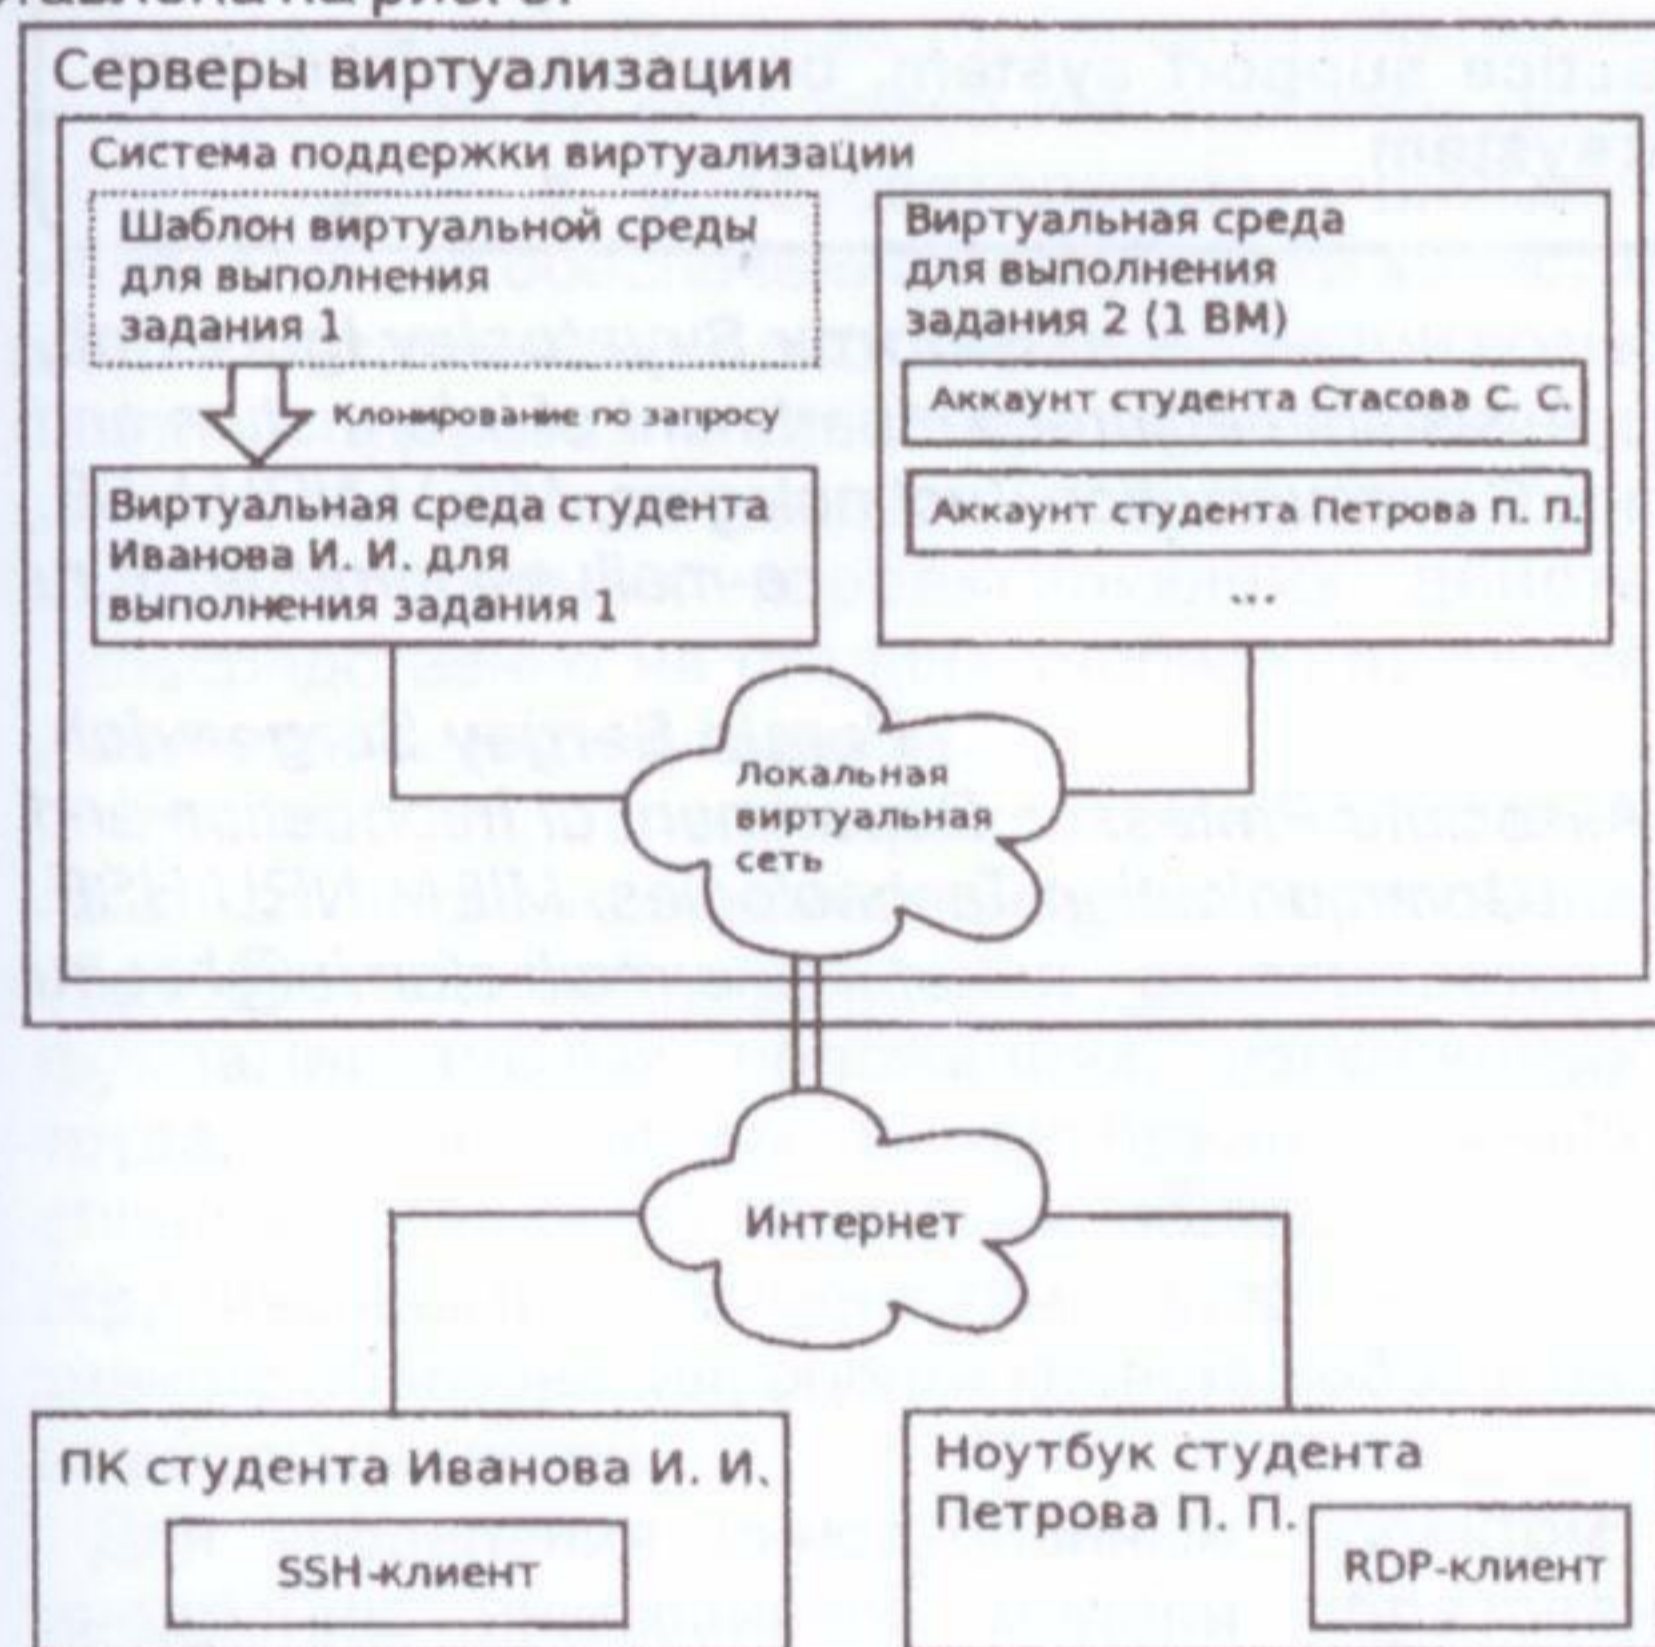 Серверы виртуализации
Система поддержки виртуализации
Шаблон виртуальной среды
для выполнения
задания 1
Клонирование по запросу
Виртуальная среда студента
Иванова И. И. для
выполнения задания 1
Виртуальная среда
для выполнения
задания 2 (1 ВМ)
Аккаунт студента Стасова С. С.
Аккаунт студента Петрова П. П.
...
Локальная
виртуальная
сеть
Интернет
ПК студента Иванова И. И.
SSH-клиент
Ноутбук студента
Петрова П. П.
RDP-клиент